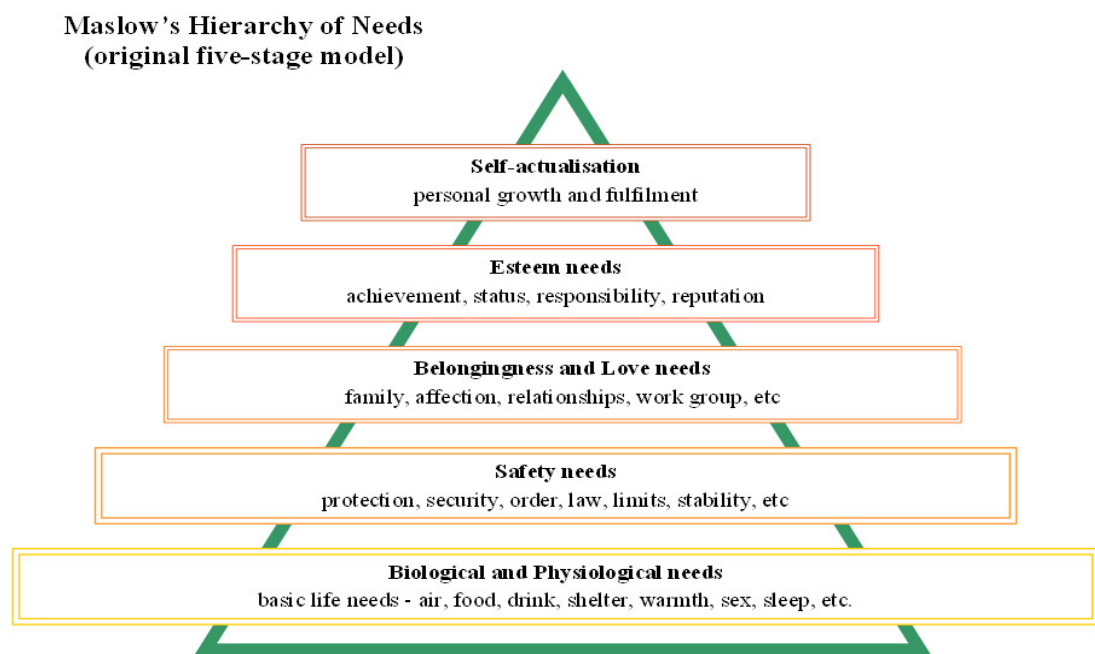 Maslow's Hierarchy of Needs
(original five-stage model)
Self-actualisation
personal growth and fulfilment
Esteem needs
achievement, status, responsibility, reputation
Belongingness and Love needs
family, affection, relationships, work group, etc
Safety needs
protection, security, order, law, limits, stability, etc
Biological and Physiological needs
basic life needs - air, food, drink, shelter, warmth, sex, sleep, etc.